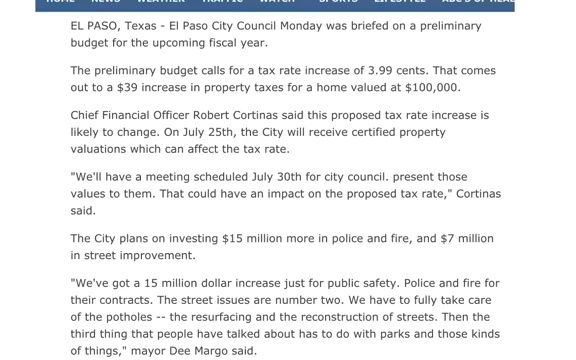 HOME NEWS WEATHER TRAFFIC WATCH SPORTS LIFESTYLE ABC'S OF
EL PASO, Texas - El Paso City Council Monday was briefed on a preliminary
budget for the upcoming fiscal year.
The preliminary budget calls for a tax rate increase of 3.99 cents. That comes
out to a $39 increase in property taxes for a home valued at $100,000.
Chief Financial Officer Robert Cortinas said this proposed tax rate increase is
likely to change. On July 25th, the City will receive certified property
valuations which can affect the tax rate.
"We'll have a meeting scheduled July 30th for city council. present those
values to them. That could have an impact on the proposed tax rate," Cortinas
said.
The City plans on investing $15 million more in police and fire, and $7 million
in street improvement.
"We've got a 15 million dollar increase just for public safety. Police and fire for
their contracts. The street issues are number two. We have to fully take care
of the potholes -- the resurfacing and the reconstruction of streets. Then the
third thing that people have talked about has to do with parks and those kinds
of things," mayor Dee Margo said.